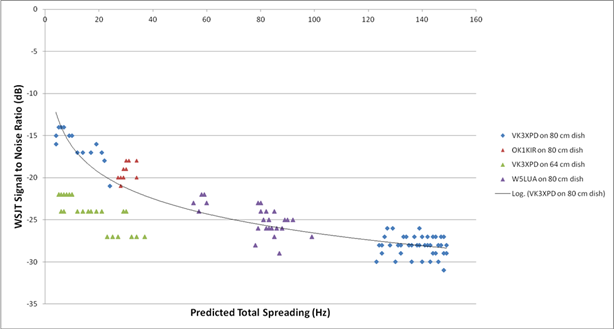 0 20 40 60 80 100 120 140 160
0
-5
-10
-15
-20
-25
-30
-35
WSJT Signal to Noise Ratio (dB)
Predicted Total Spreading (Hz)
VK3XPD on 80 cm dish
OK1KIR on 80 cm dish
VK3XPD on 64 cm dish
W5LUA on 80 cm dish
Log. (VK3XPD on 80 cm dish)